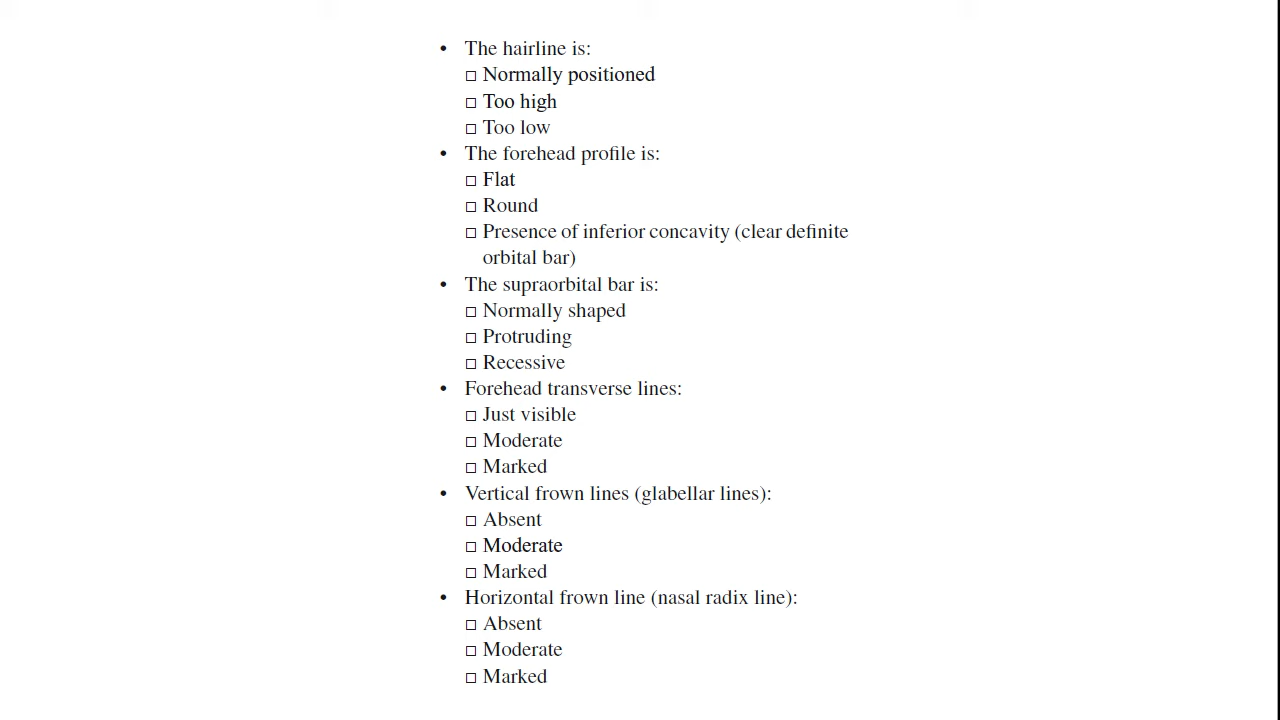 • The hairline is:
□ Normally positioned
□ Too high
□ Too low
• The forehead profile is:
□ Flat
□ Round
□ Presence of inferior concavity (clear definite
orbital bar)
• The supraorbital bar is:
□ Normally shaped
□ Protruding
□ Recessive
• Forehead transverse lines:
□ Just visible
□ Moderate
□ Marked
• Vertical frown lines (glabellar lines):
□ Absent
□ Moderate
□ Marked
• Horizontal frown line (nasal radix line):
□ Absent
□ Moderate
□ Marked